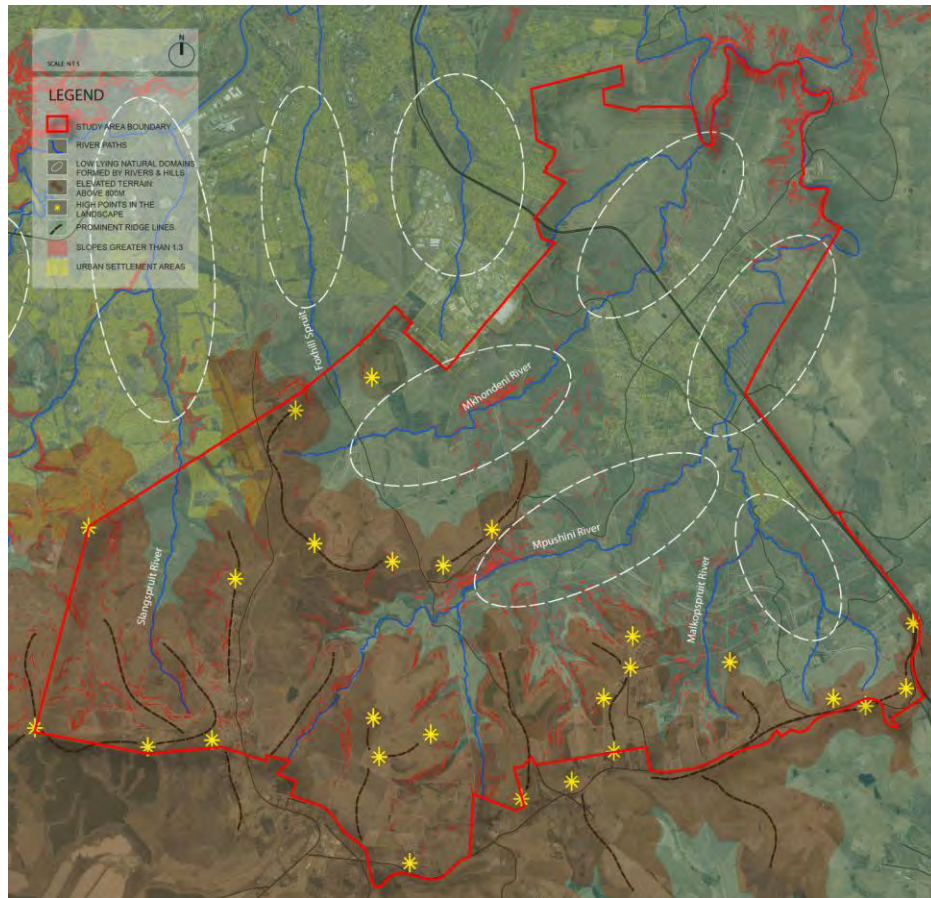 N
SCALE NTS
LEGEND
STUDY AREA BOUNDARY
RIVER PATHS
LOW LYING NATURAL DOMAINS
FORMED BY RIVERS & HILLS
ELEVATED TERRAIN:
ABOVE 800M
HIGH POINTS IN THE
LANDSCAPE
PROMINENT RIDGE LINES
SLOPES GREATER THAN 1:3
URBAN SETTLEMENT AREAS
Foxhill Spruit
Mkhondeni River
Mpushini River
Slangspruit River
Malkopspruit River